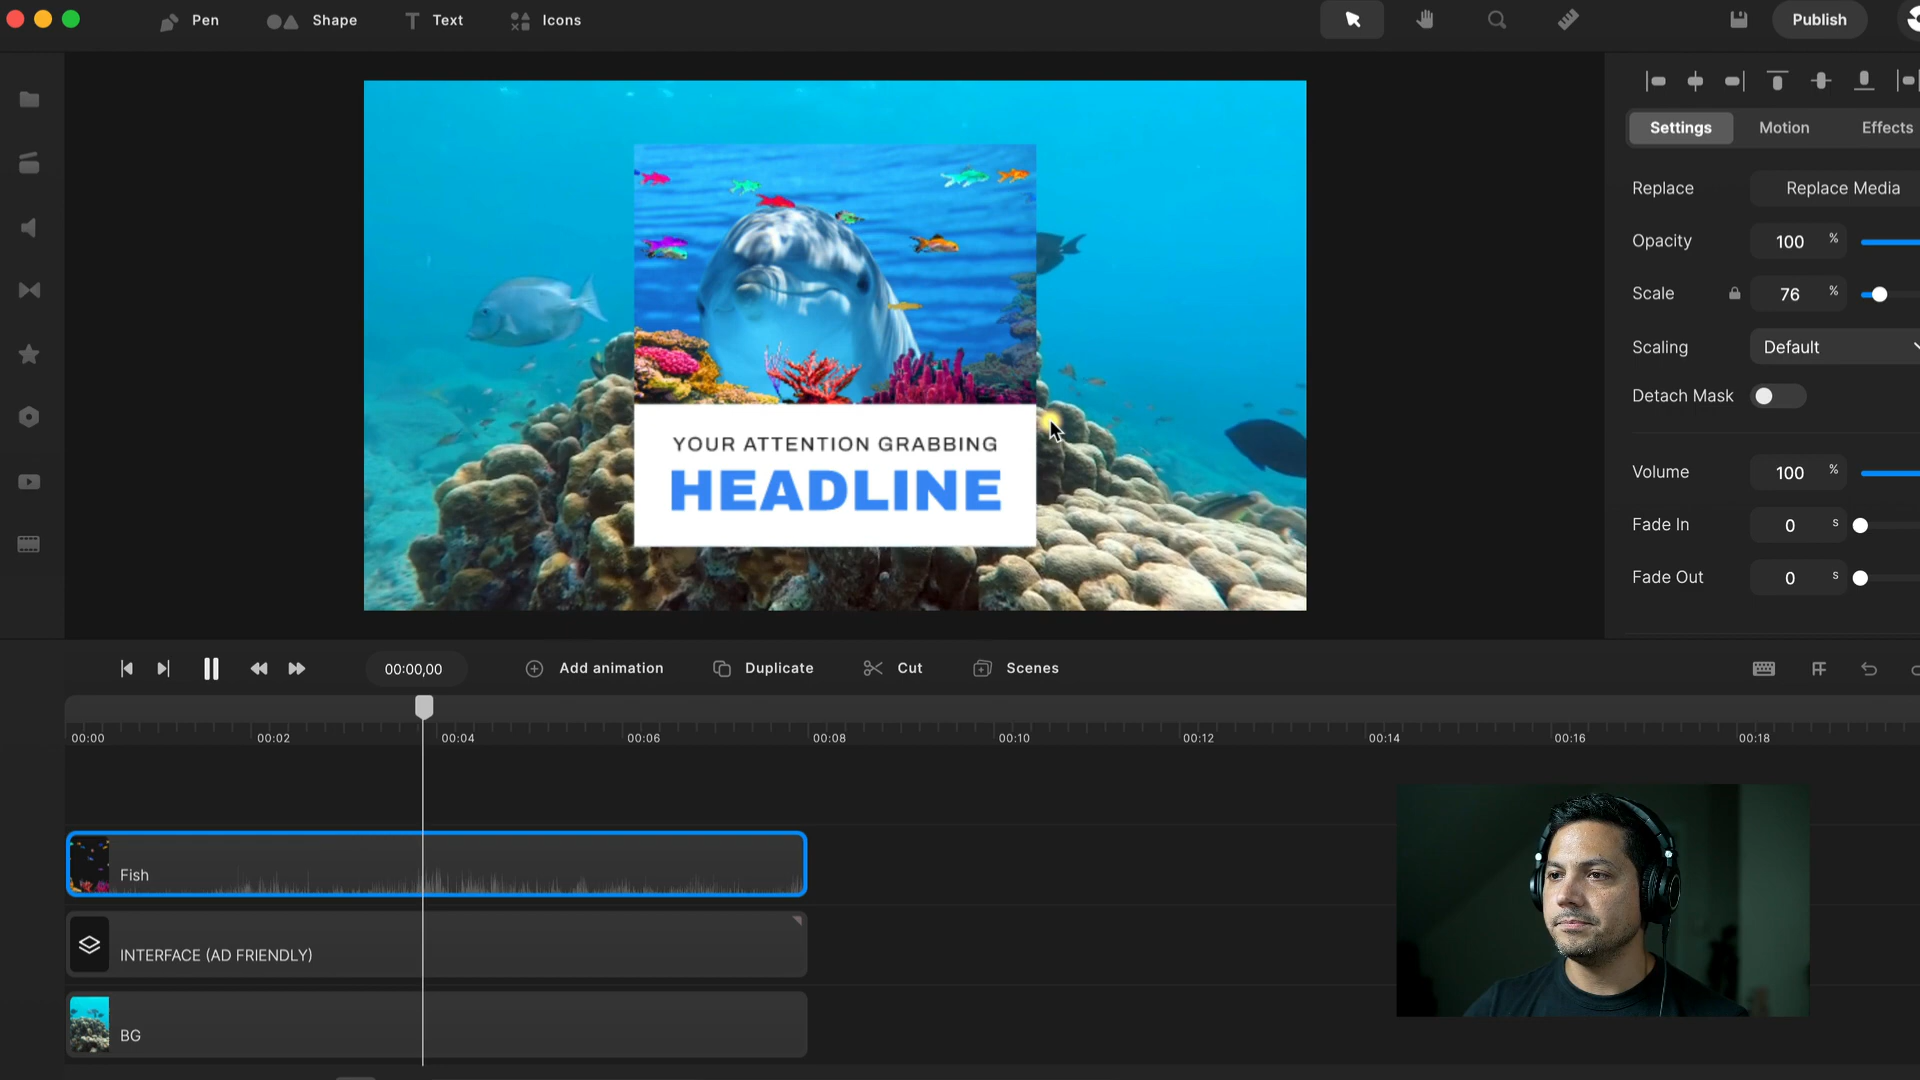 Pen
Shape
Text
Icons
Publish
Settings
Motion
Effects
Replace
Replace Media
Opacity
100 %
Scale
76 %
Scaling
Default
Detach Mask
Volume
100 %
Fade In
0 s
Fade Out
0 s
YOUR ATTENTION GRABBING
HEADLINE
00:00,00
Add animation
Duplicate
Cut
Scenes
00:00
00:02
00:04
00:06
00:08
00:10
00:12
00:14
00:16
00:18
Fish
INTERFACE (AD FRIENDLY)
BG